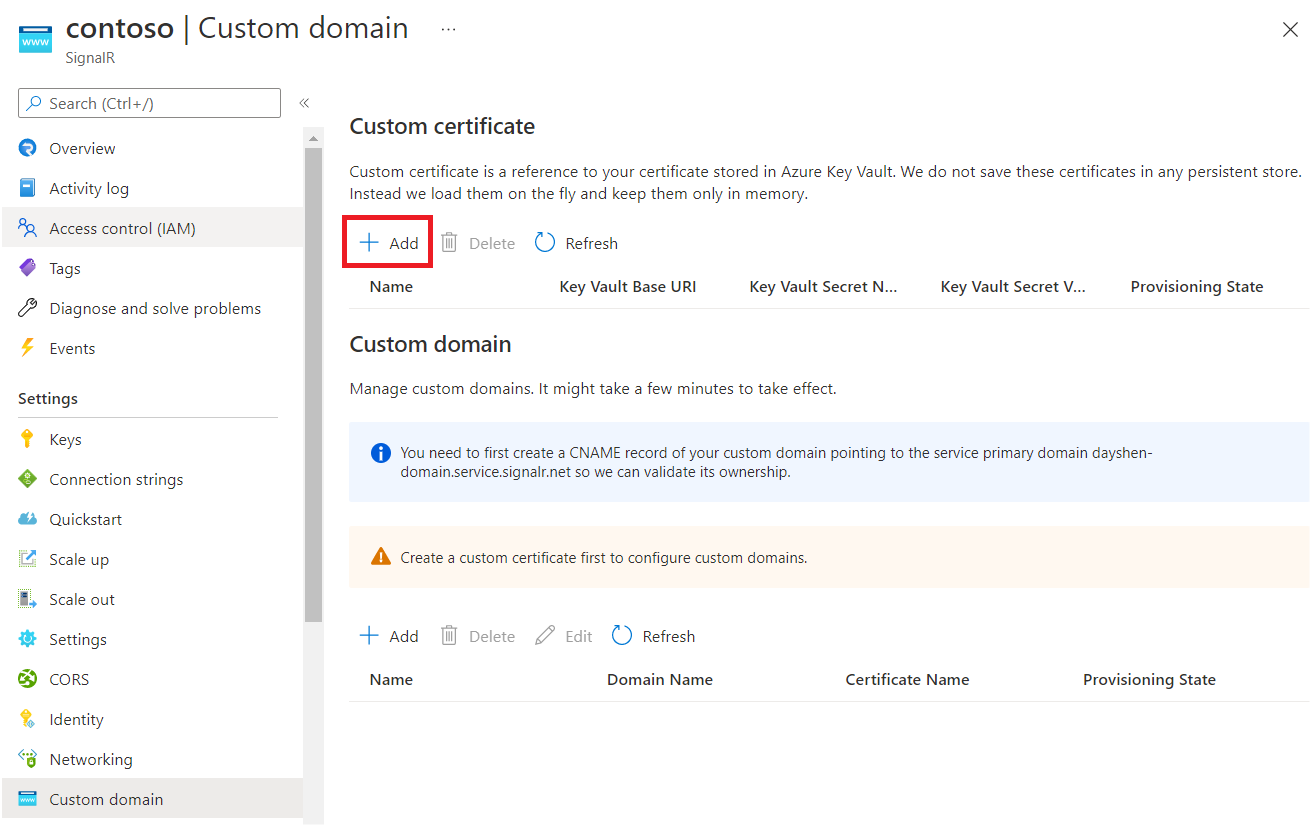 contoso | Custom domain ...
SignalR
Search (Ctrl+/)
«
Overview
Activity log
Access control (IAM)
Tags
Diagnose and solve problems
Events
Settings
Keys
Connection strings
Quickstart
Scale up
Scale out
Settings
CORS
Identity
Networking
Custom domain
Custom certificate
Custom certificate is a reference to your certificate stored in Azure Key Vault. We do not save these certificates in any persistent store.
Instead we load them on the fly and keep them only in memory.
Add Delete Refresh
Name Key Vault Base URI Key Vault Secret N... Key Vault Secret V... Provisioning State
Custom domain
Manage custom domains. It might take a few minutes to take effect.
You need to first create a CNAME record of your custom domain pointing to the service primary domain dayshen-
domain.service.signalr.net so we can validate its ownership.
Create a custom certificate first to configure custom domains.
Add Delete Edit Refresh
Name Domain Name Certificate Name Provisioning State